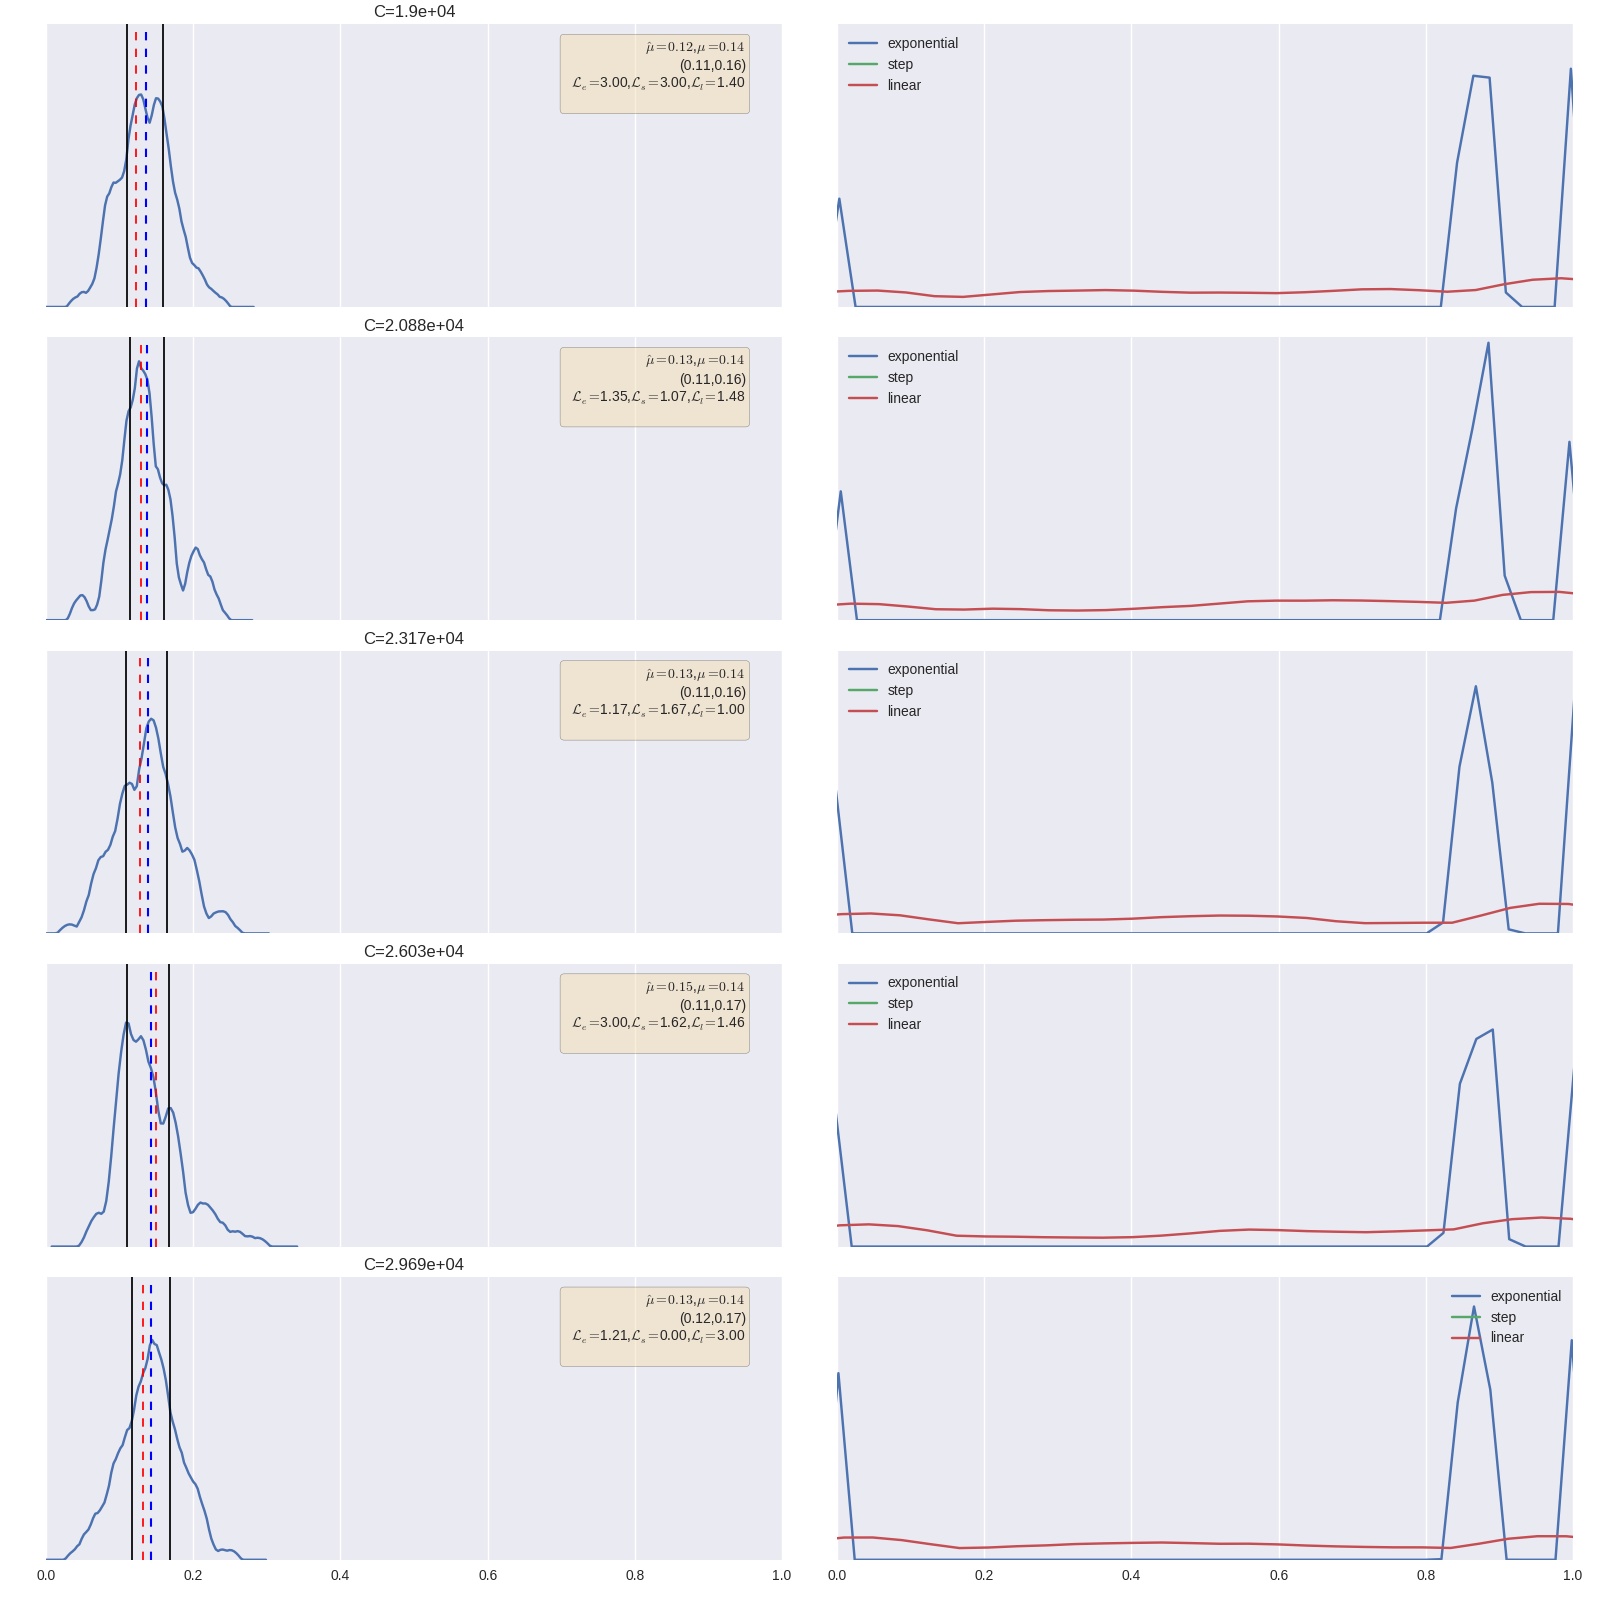 C=1.9e+04
μ̂=0.12,μ=0.14
(0.11,0.16)
ℒₑ=3.00,ℒₛ=3.00,ℒₗ=1.40
exponential
step
linear
C=2.088e+04
μ̂=0.13,μ=0.14
(0.11,0.16)
ℒₑ=1.35,ℒₛ=1.07,ℒₗ=1.48
exponential
step
linear
C=2.317e+04
μ̂=0.13,μ=0.14
(0.11,0.16)
ℒₑ=1.17,ℒₛ=1.67,ℒₗ=1.00
exponential
step
linear
C=2.603e+04
μ̂=0.15,μ=0.14
(0.11,0.17)
ℒₑ=3.00,ℒₛ=1.62,ℒₗ=1.46
exponential
step
linear
C=2.969e+04
μ̂=0.13,μ=0.14
(0.12,0.17)
ℒₑ=1.21,ℒₛ=0.00,ℒₗ=3.00
exponential
step
linear
0.0 0.2 0.4 0.6 0.8 1.0
0.0 0.2 0.4 0.6 0.8 1.0